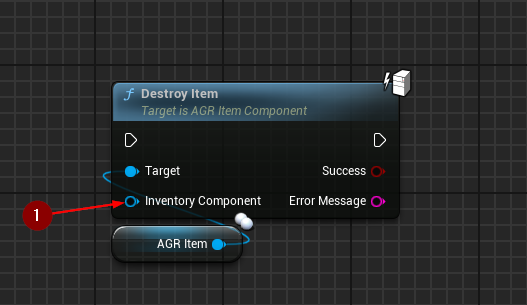 f Destroy Item
Target is AGR Item Component
Target
Success
1
Inventory Component
Error Message
AGR Item